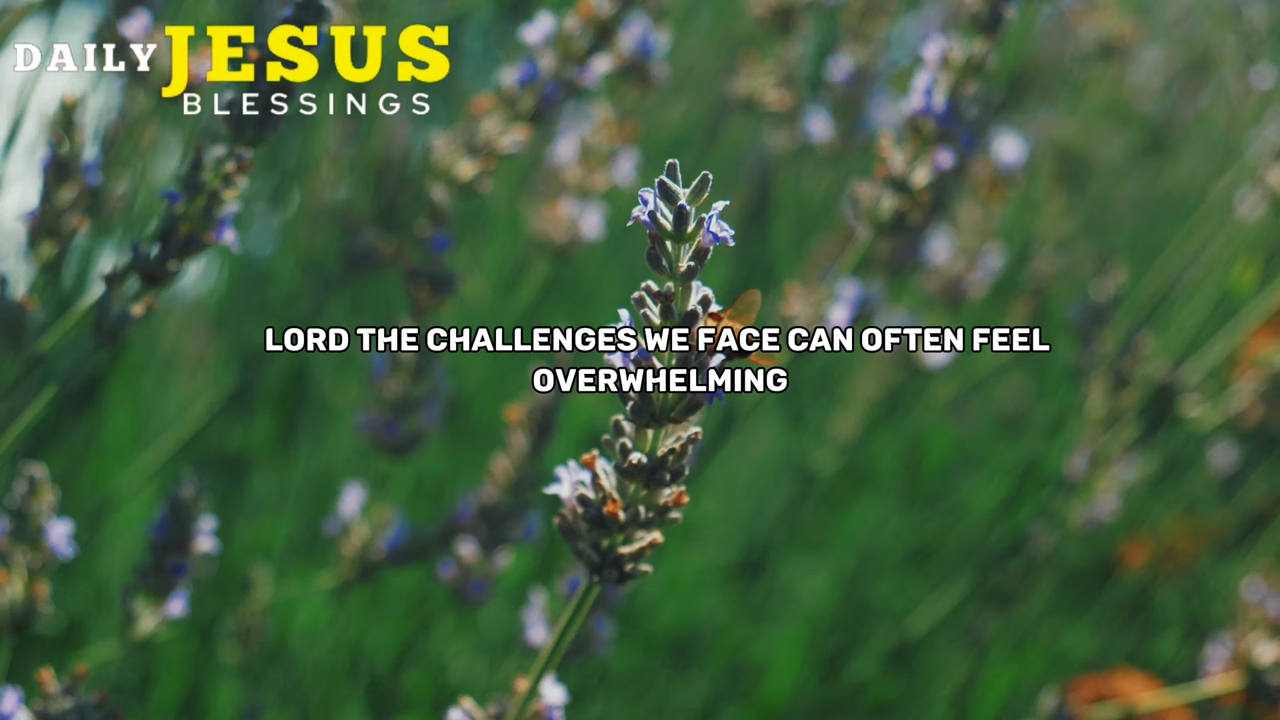 DAILY JESUS
BLESSINGS
LORD THE CHALLENGES WE FACE CAN OFTEN FEEL
OVERWHELMING